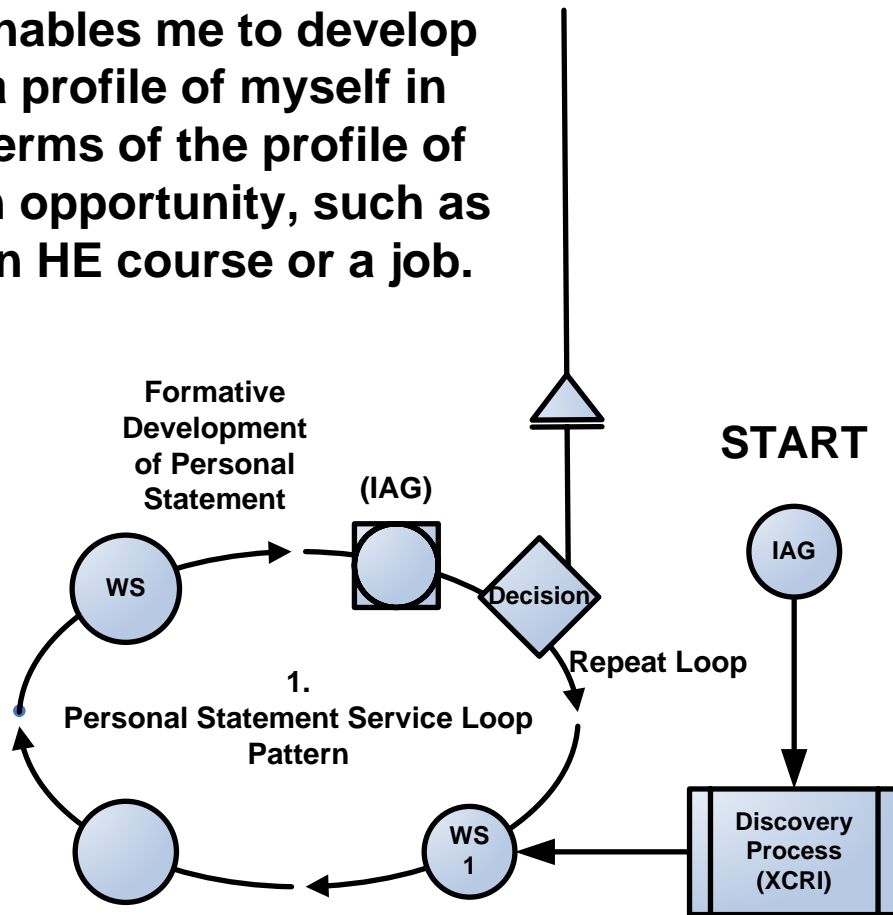 nables me to develop
a profile of myself in
erms of the profile of
n opportunity, such as
n HE course or a job.
Formative
Development
of Personal
Statement
(IAG)
START
WS
IAG
Decision
Repeat Loop
1.
Personal Statement Service Loop
Pattern
WS
1
Discovery
Process
(XCRI)